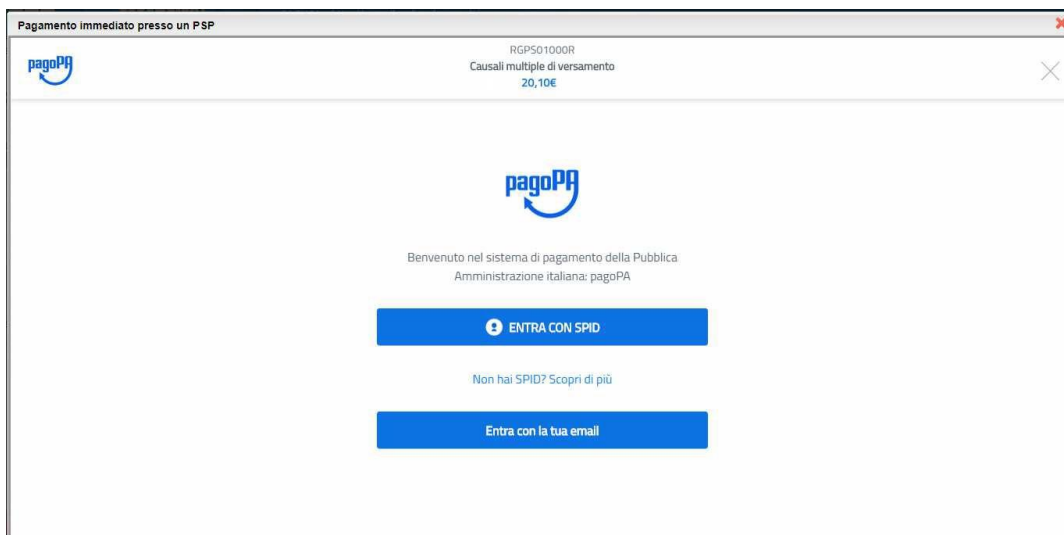 Pagamento immediato presso un PSP
pagoPA
RGPS01000R
Causali multiple di versamento
20,10€
pagoPA
Benvenuto nel sistema di pagamento della Pubblica
Amministrazione italiana: pagoPA
ENTRA CON SPID
Non hai SPID? Scopri di più
Entra con la tua email